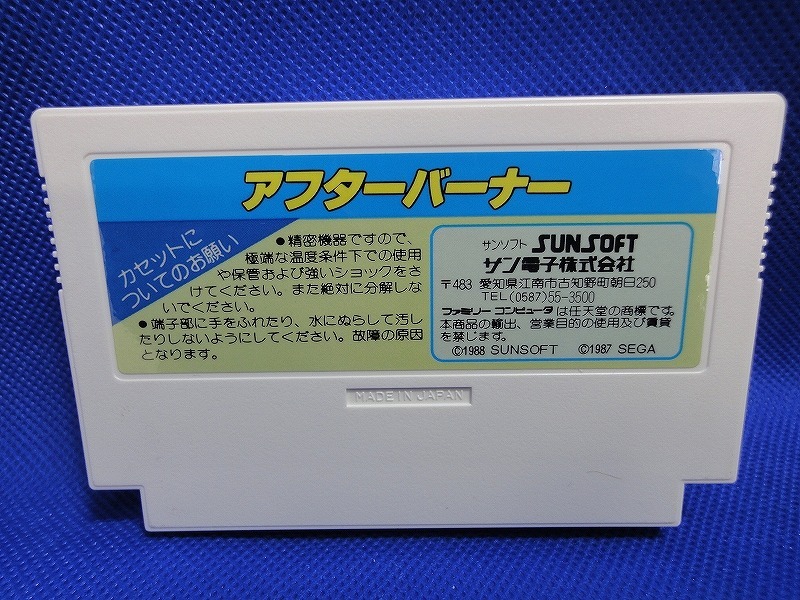 アフターバーナー
カセットに
ついてのお願い
●精密機器ですので、
極端な温度条件下での使用
や保管および強いショックをさ
けてください。また絶対に分解しな
いでください。
●端子部に手をふれたり、水にぬらして汚し
たりしないようにしてください。故障の原因
となります。
サンソフト SUNSOFT
サン電子株式会社
〒483 愛知県江南市古知野町朝日250
TEL(0587)55-3500
ファミリーコンピュータは任天堂の商標です。
本商品の輸出、営業目的の使用及び賃貸
を禁じます。
©1988 SUNSOFT ©1987 SEGA
MADE IN JAPAN